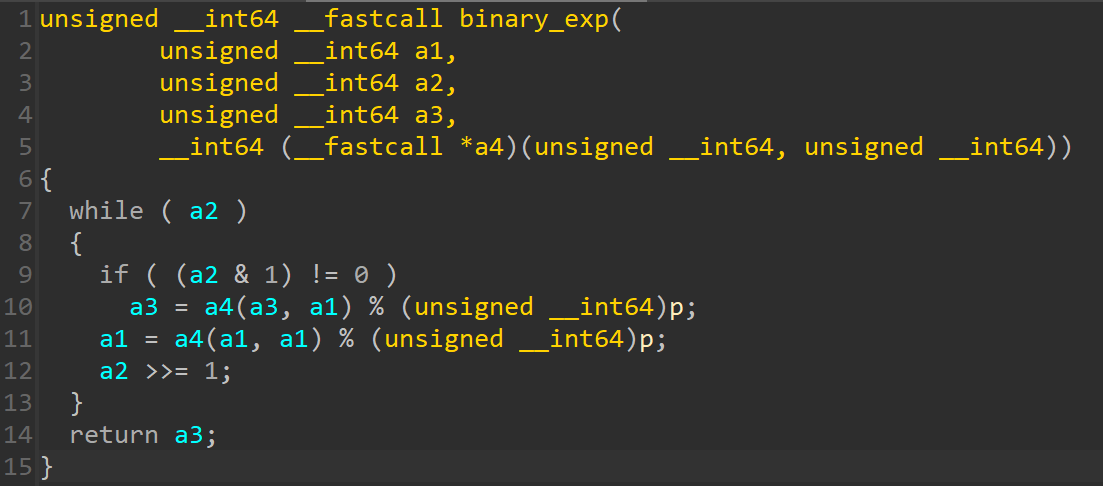 1 unsigned __int64 __fastcall binary_exp(
2         unsigned __int64 a1,
3         unsigned __int64 a2,
4         unsigned __int64 a3,
5         __int64 (__fastcall *a4)(unsigned __int64, unsigned __int64))
6 {
7   while ( a2 )
8   {
9     if ( (a2 & 1) != 0 )
10       a3 = a4(a3, a1) % (unsigned __int64)p;
11     a1 = a4(a1, a1) % (unsigned __int64)p;
12     a2 >>= 1;
13   }
14   return a3;
15 }